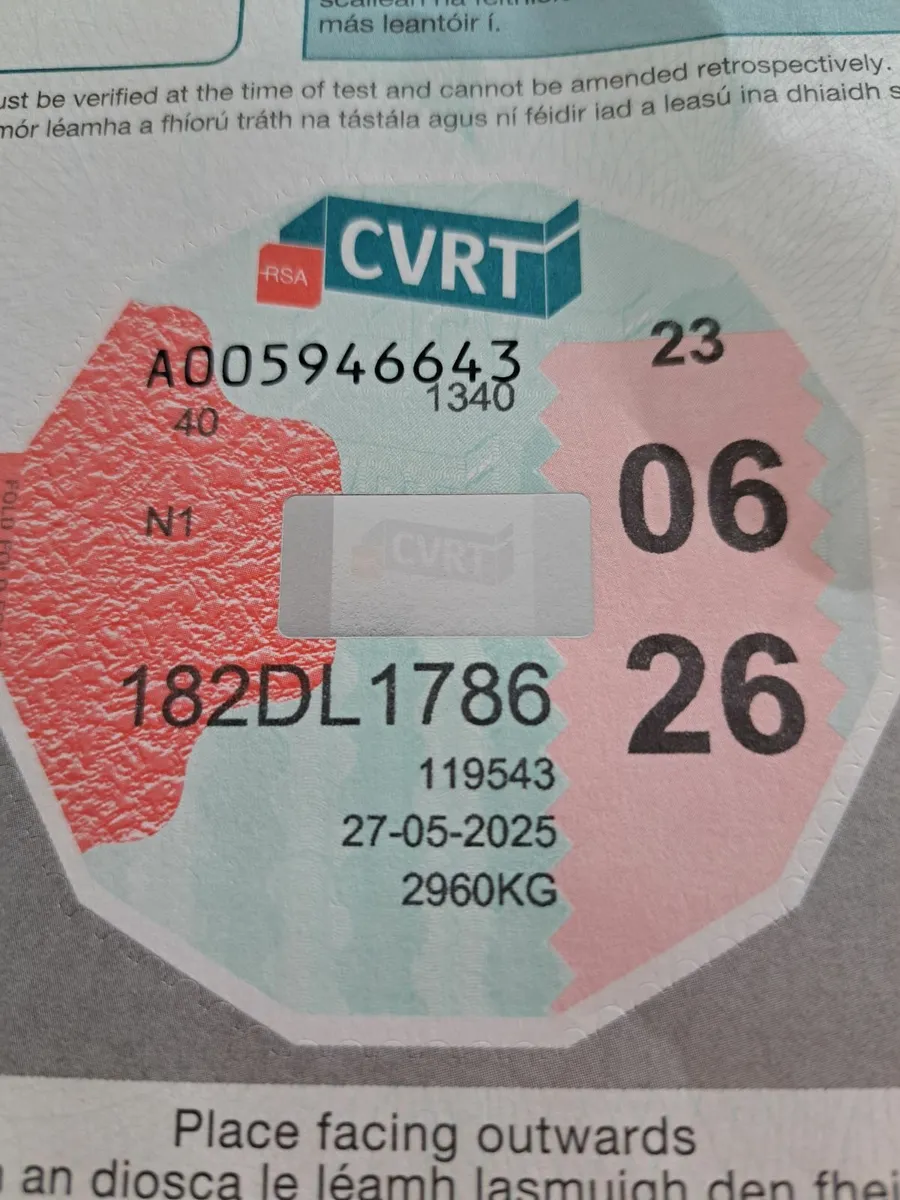 más leantóir í.
ust be verified at the time of test and cannot be amended retrospectively.
mór léamha a fhíorú tráth na tástála agus ní féidir iad a leasú ina dhiaidh s
CVRT
RSA
23
A005946643
1340
40
06
N1
CVRT
26
182DL1786
119543
27-05-2025
2960KG
Place facing outwards
an diosca le léamh lasmuigh den fhei